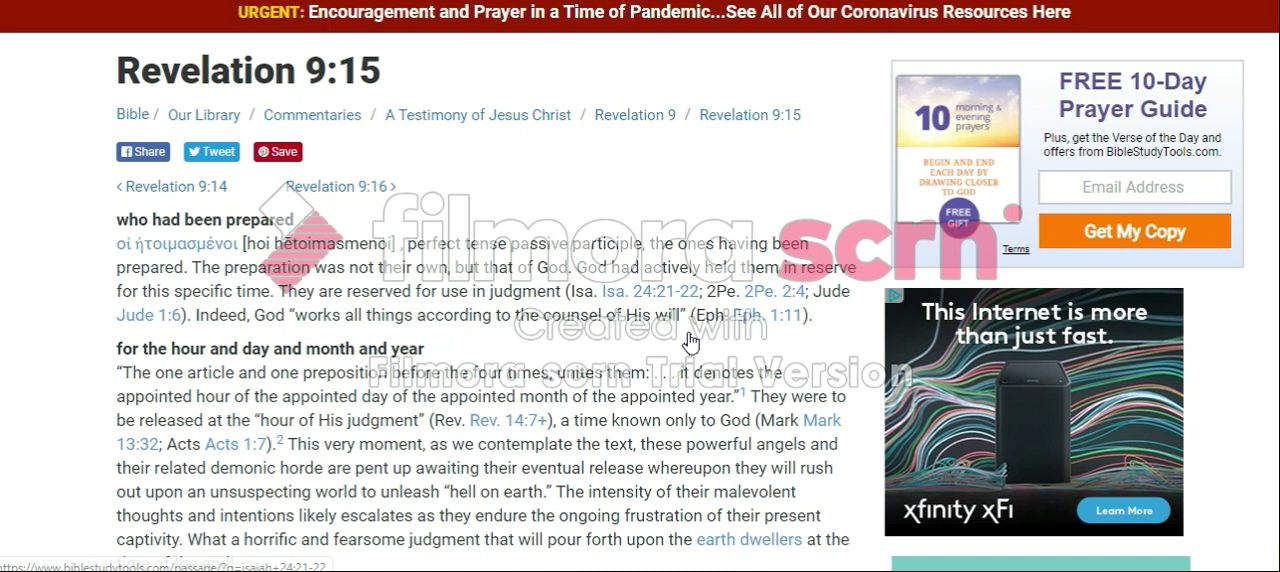 URGENT: Encouragement and Prayer in a Time of Pandemic...See All of Our Coronavirus Resources Here
Revelation 9:15
Bible / Our Library / Commentaries / A Testimony of Jesus Christ / Revelation 9 / Revelation 9:15
Share Tweet Save
< Revelation 9:14 Revelation 9:16 >
who had been prepared
οἱ ἡτοιμασμένοι [hoi hētoimasmenoi] , perfect tense passive participle, the ones having been
prepared. The preparation was not their own, but that of God. God had actively held them in reserve
for this specific time. They are reserved for use in judgment (Isa. Isa. 24:21-22; 2Pe. 2Pe. 2:4; Jude
Jude 1:6). Indeed, God “works all things according to the counsel of His will” (Eph. Eph. 1:11).
for the hour and day and month and year
“The one article and one preposition before the four times, unites them: . . . it denotes the
appointed hour of the appointed day of the appointed month of the appointed year.”1 They were to
be released at the “hour of His judgment” (Rev. Rev. 14:7+), a time known only to God (Mark Mark
13:32; Acts Acts 1:7).2 This very moment, as we contemplate the text, these powerful angels and
their related demonic horde are pent up awaiting their eventual release whereupon they will rush
out upon an unsuspecting world to unleash “hell on earth.” The intensity of their malevolent
thoughts and intentions likely escalates as they endure the ongoing frustration of their present
captivity. What a horrific and fearsome judgment that will pour forth upon the earth dwellers at the
https://www.biblestudytools.com/passage/?q=isaiah+24:21-22
filmora scrn
Created with
Filmora scrn Trial Version
10 morning &
evening
prayers
BEGIN AND END
EACH DAY BY
DRAWING CLOSER
TO GOD
FREE
GIFT
FREE 10-Day
Prayer Guide
Plus, get the Verse of the Day and
offers from BibleStudyTools.com.
Email Address
Get My Copy
Terms
This Internet is more
than just fast.
xfinity xFi
Learn More